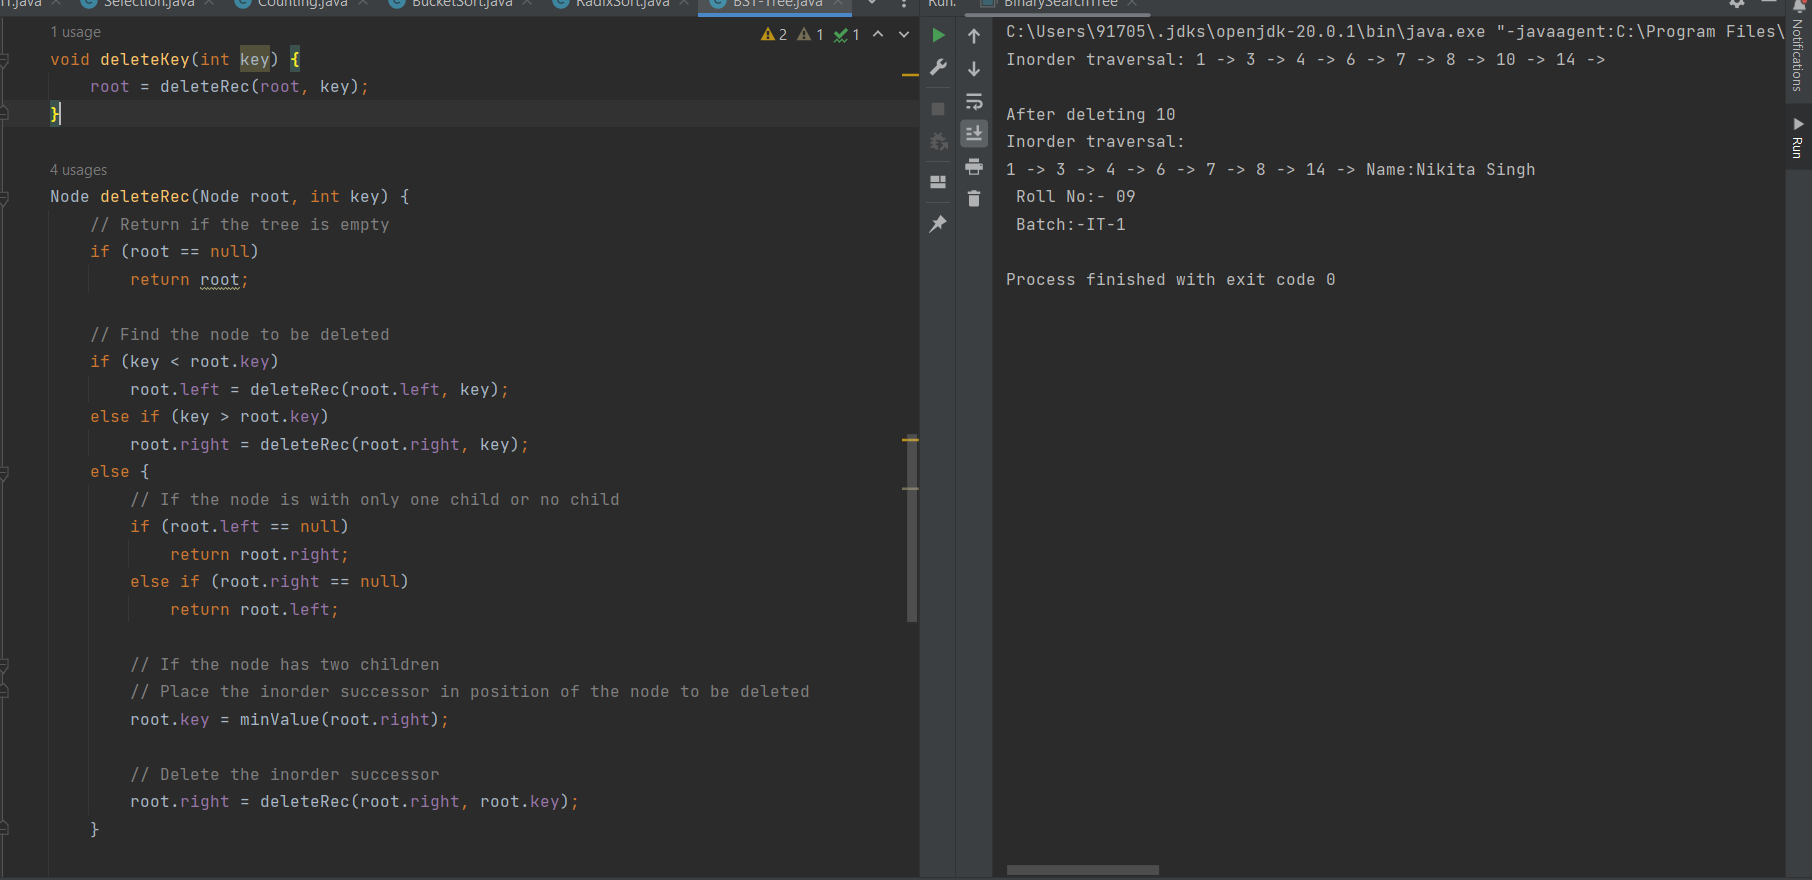 Selection.java Counting.java BucketSort.java RadixSort.java BST-Tree.java
1 usage
2 1 1
void deleteKey(int key) {
root = deleteRec(root, key);
}
4 usages
Node deleteRec(Node root, int key) {
// Return if the tree is empty
if (root == null)
return root;
// Find the node to be deleted
if (key < root.key)
root.left = deleteRec(root.left, key);
else if (key > root.key)
root.right = deleteRec(root.right, key);
else {
// If the node is with only one child or no child
if (root.left == null)
return root.right;
else if (root.right == null)
return root.left;
// If the node has two children
// Place the inorder successor in position of the node to be deleted
root.key = minValue(root.right);
// Delete the inorder successor
root.right = deleteRec(root.right, root.key);
}
Run: BinarySearchTree
C:\Users\91705\.jdks\openjdk-20.0.1\bin\java.exe "-javaagent:C:\Program Files\
Inorder traversal: 1 -> 3 -> 4 -> 6 -> 7 -> 8 -> 10 -> 14 ->
After deleting 10
Inorder traversal:
1 -> 3 -> 4 -> 6 -> 7 -> 8 -> 14 -> Name:Nikita Singh
Roll No:- 09
Batch:-IT-1
Process finished with exit code 0
Notifications
Run